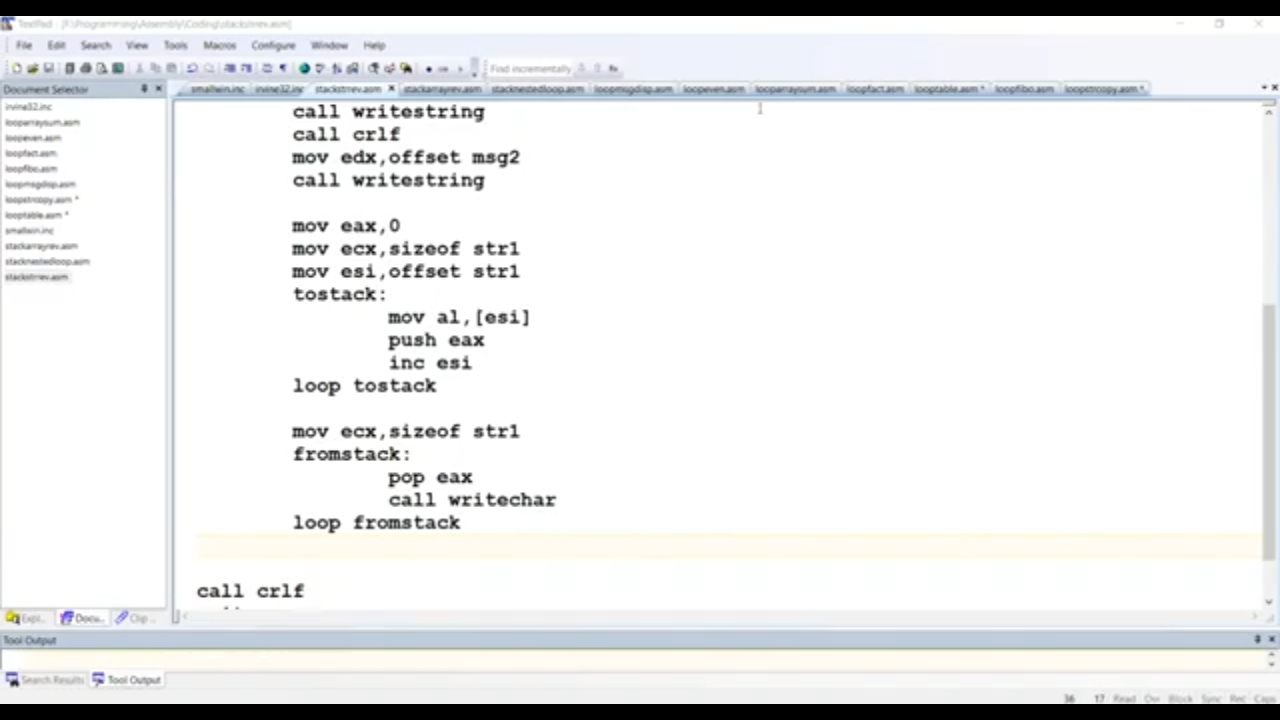 TextPad - [F:\Programming\Assembly\Coding\stackstrrev.asm]
File Edit Search View Tools Macros Configure Window Help
Find incrementally
Document Selector
smallwin.inc irvine32.inc stackstrrev.asm stackarrayrev.asm stacknestedloop.asm loopmsgdisp.asm loopeven.asm looparraysum.asm loopfact.asm looptable.asm * loopfibo.asm loopstrcopy.asm *
irvine32.inc
looparraysum.asm
loopeven.asm
loopfact.asm
loopfibo.asm
loopmsgdisp.asm
loopstrcopy.asm *
looptable.asm *
smallwin.inc
stackarrayrev.asm
stacknestedloop.asm
stackstrrev.asm
call writestring
call crlf
mov edx,offset msg2
call writestring
mov eax,0
mov ecx,sizeof str1
mov esi,offset str1
tostack:
mov al,[esi]
push eax
inc esi
loop tostack
mov ecx,sizeof str1
fromstack:
pop eax
call writechar
loop fromstack
call crlf
Expl... Docu... Clip ...
Tool Output
Search Results Tool Output
36 17 Read Ovr Block Sync Rec Caps